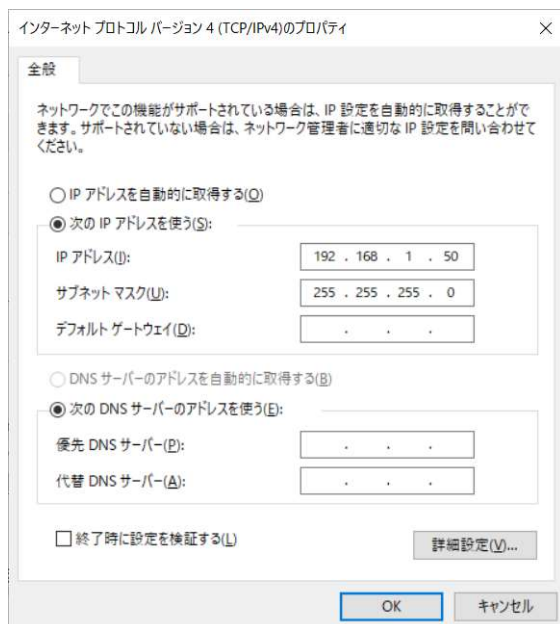 インターネット プロトコル バージョン 4 (TCP/IPv4)のプロパティ
全般
ネットワークでこの機能がサポートされている場合は、IP 設定を自動的に取得することがで
きます。サポートされていない場合は、ネットワーク管理者に適切な IP 設定を問い合わせて
ください。
IP アドレスを自動的に取得する(O)
次の IP アドレスを使う(S):
IP アドレス(I): 192 . 168 . 1 . 50
サブネット マスク(U): 255 . 255 . 255 . 0
デフォルト ゲートウェイ(D): . . .
DNS サーバーのアドレスを自動的に取得する(B)
次の DNS サーバーのアドレスを使う(E):
優先 DNS サーバー(P): . . .
代替 DNS サーバー(A): . . .
終了時に設定を検証する(L)
詳細設定(V)...
OK キャンセル